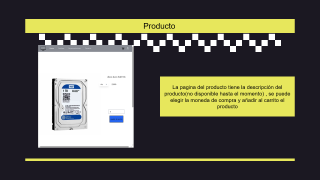 Producto
La pagina del producto tiene la descripción del
producto(no disponible hasta el momento) , se puede
elegir la moneda de compra y añadir al carrito el
producto